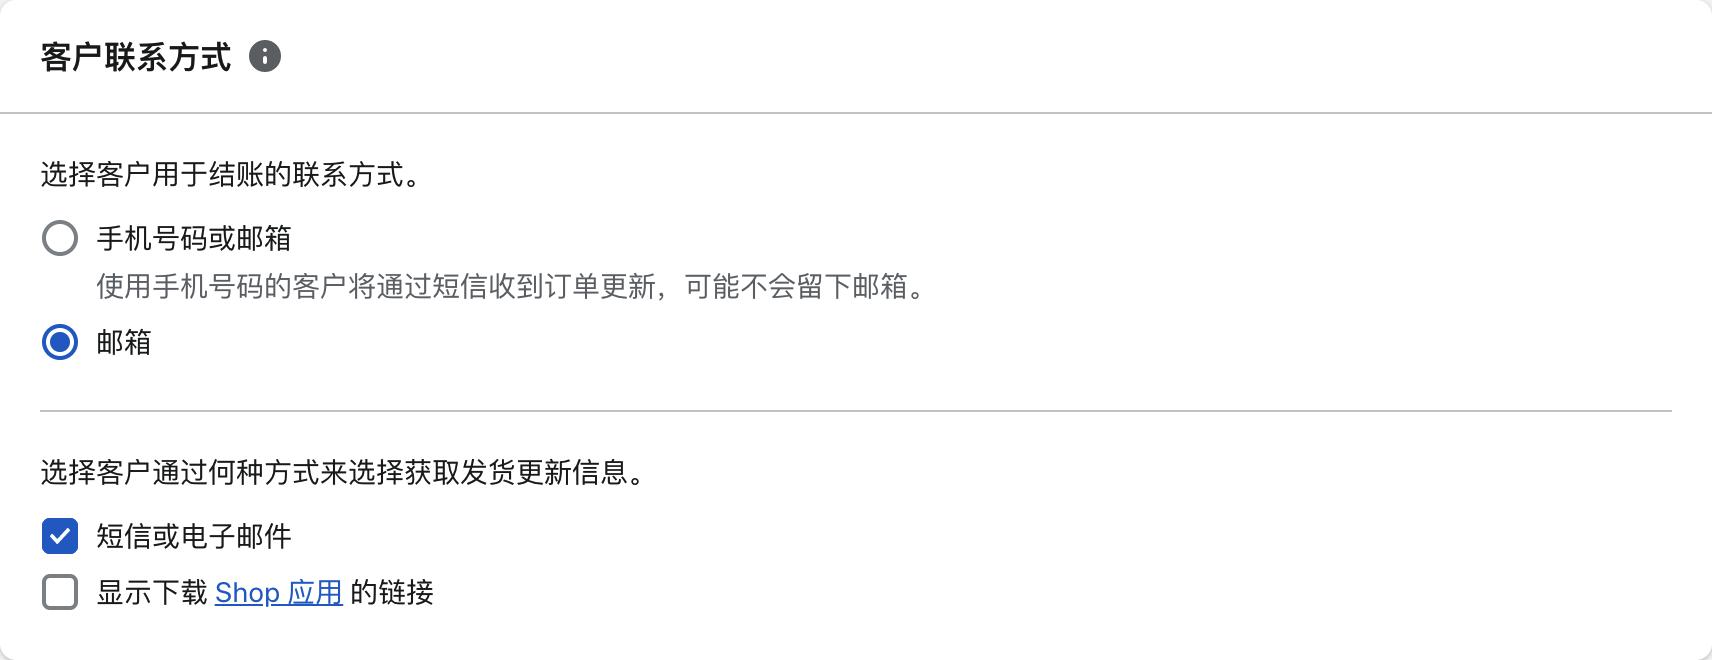 客户联系方式
选择客户用于结账的联系方式。
手机号码或邮箱
使用手机号码的客户将通过短信收到订单更新，可能不会留下邮箱。
邮箱
选择客户通过何种方式来选择获取发货更新信息。
短信或电子邮件
显示下载 Shop 应用 的链接